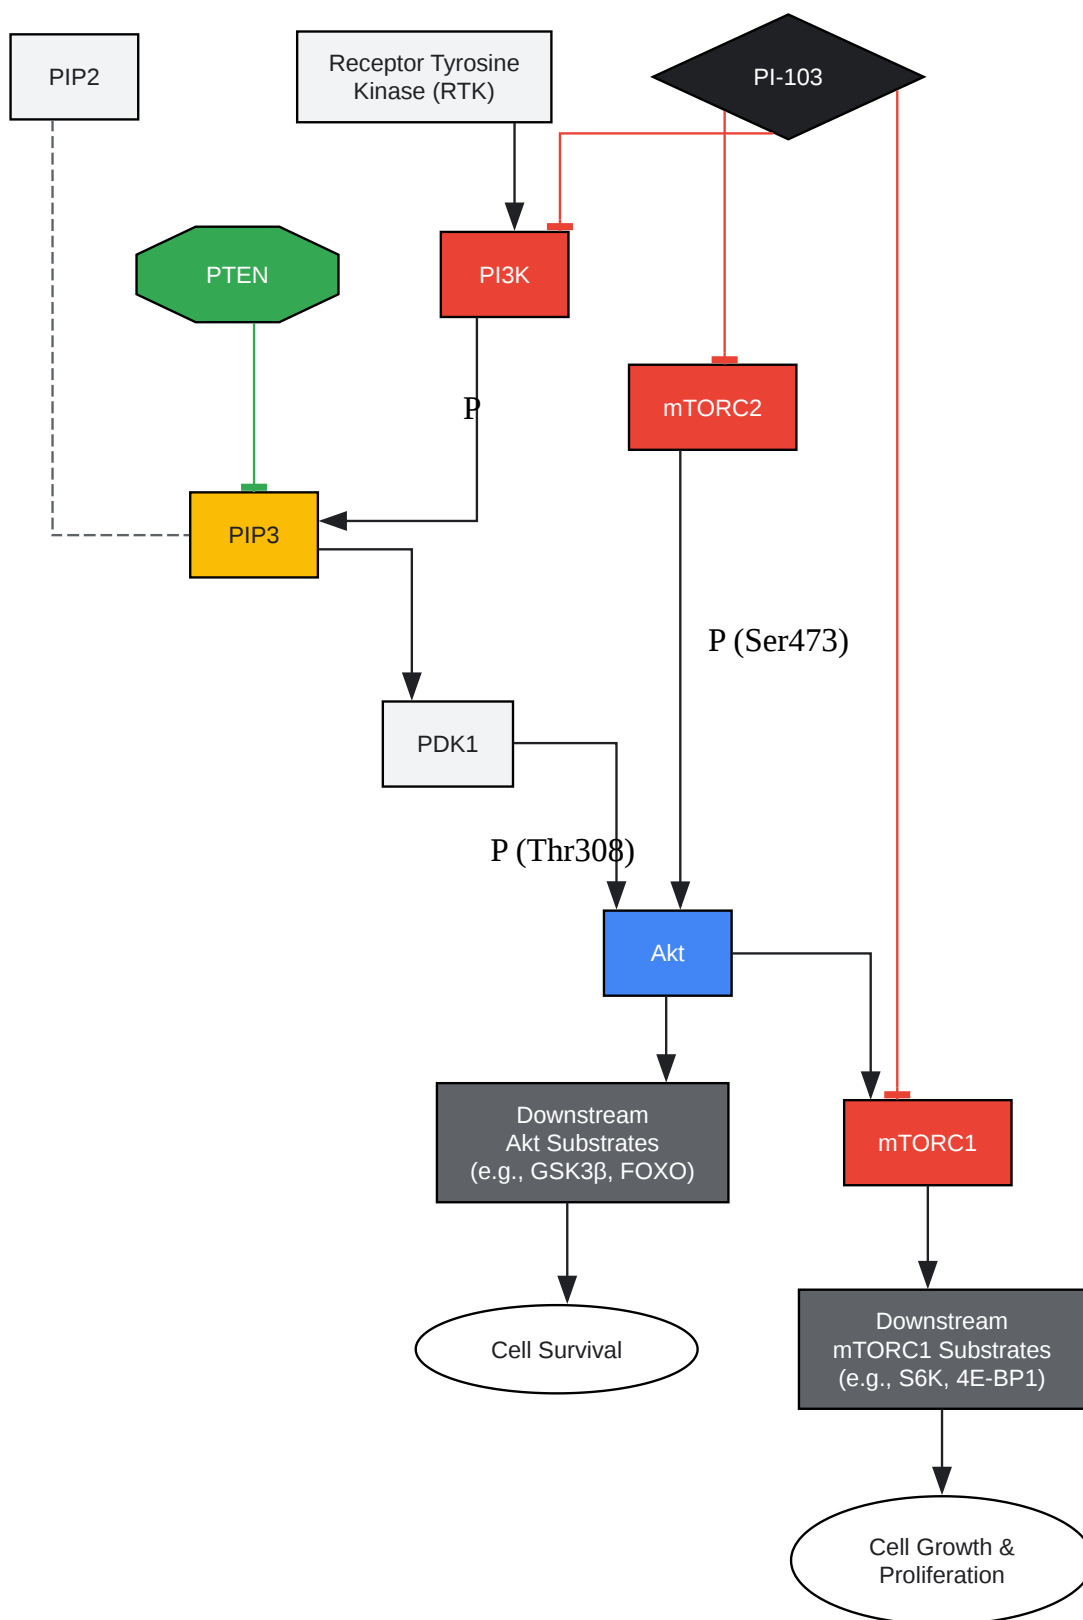 PIP2
Receptor Tyrosine
Kinase (RTK)
PI-103
PTEN
PI3K
P
mTORC2
PIP3
P (Ser473)
PDK1
P (Thr308)
Akt
Downstream
Akt Substrates
(e.g., GSK3β, FOXO)
mTORC1
Cell Survival
Downstream
mTORC1 Substrates
(e.g., S6K, 4E-BP1)
Cell Growth &
Proliferation